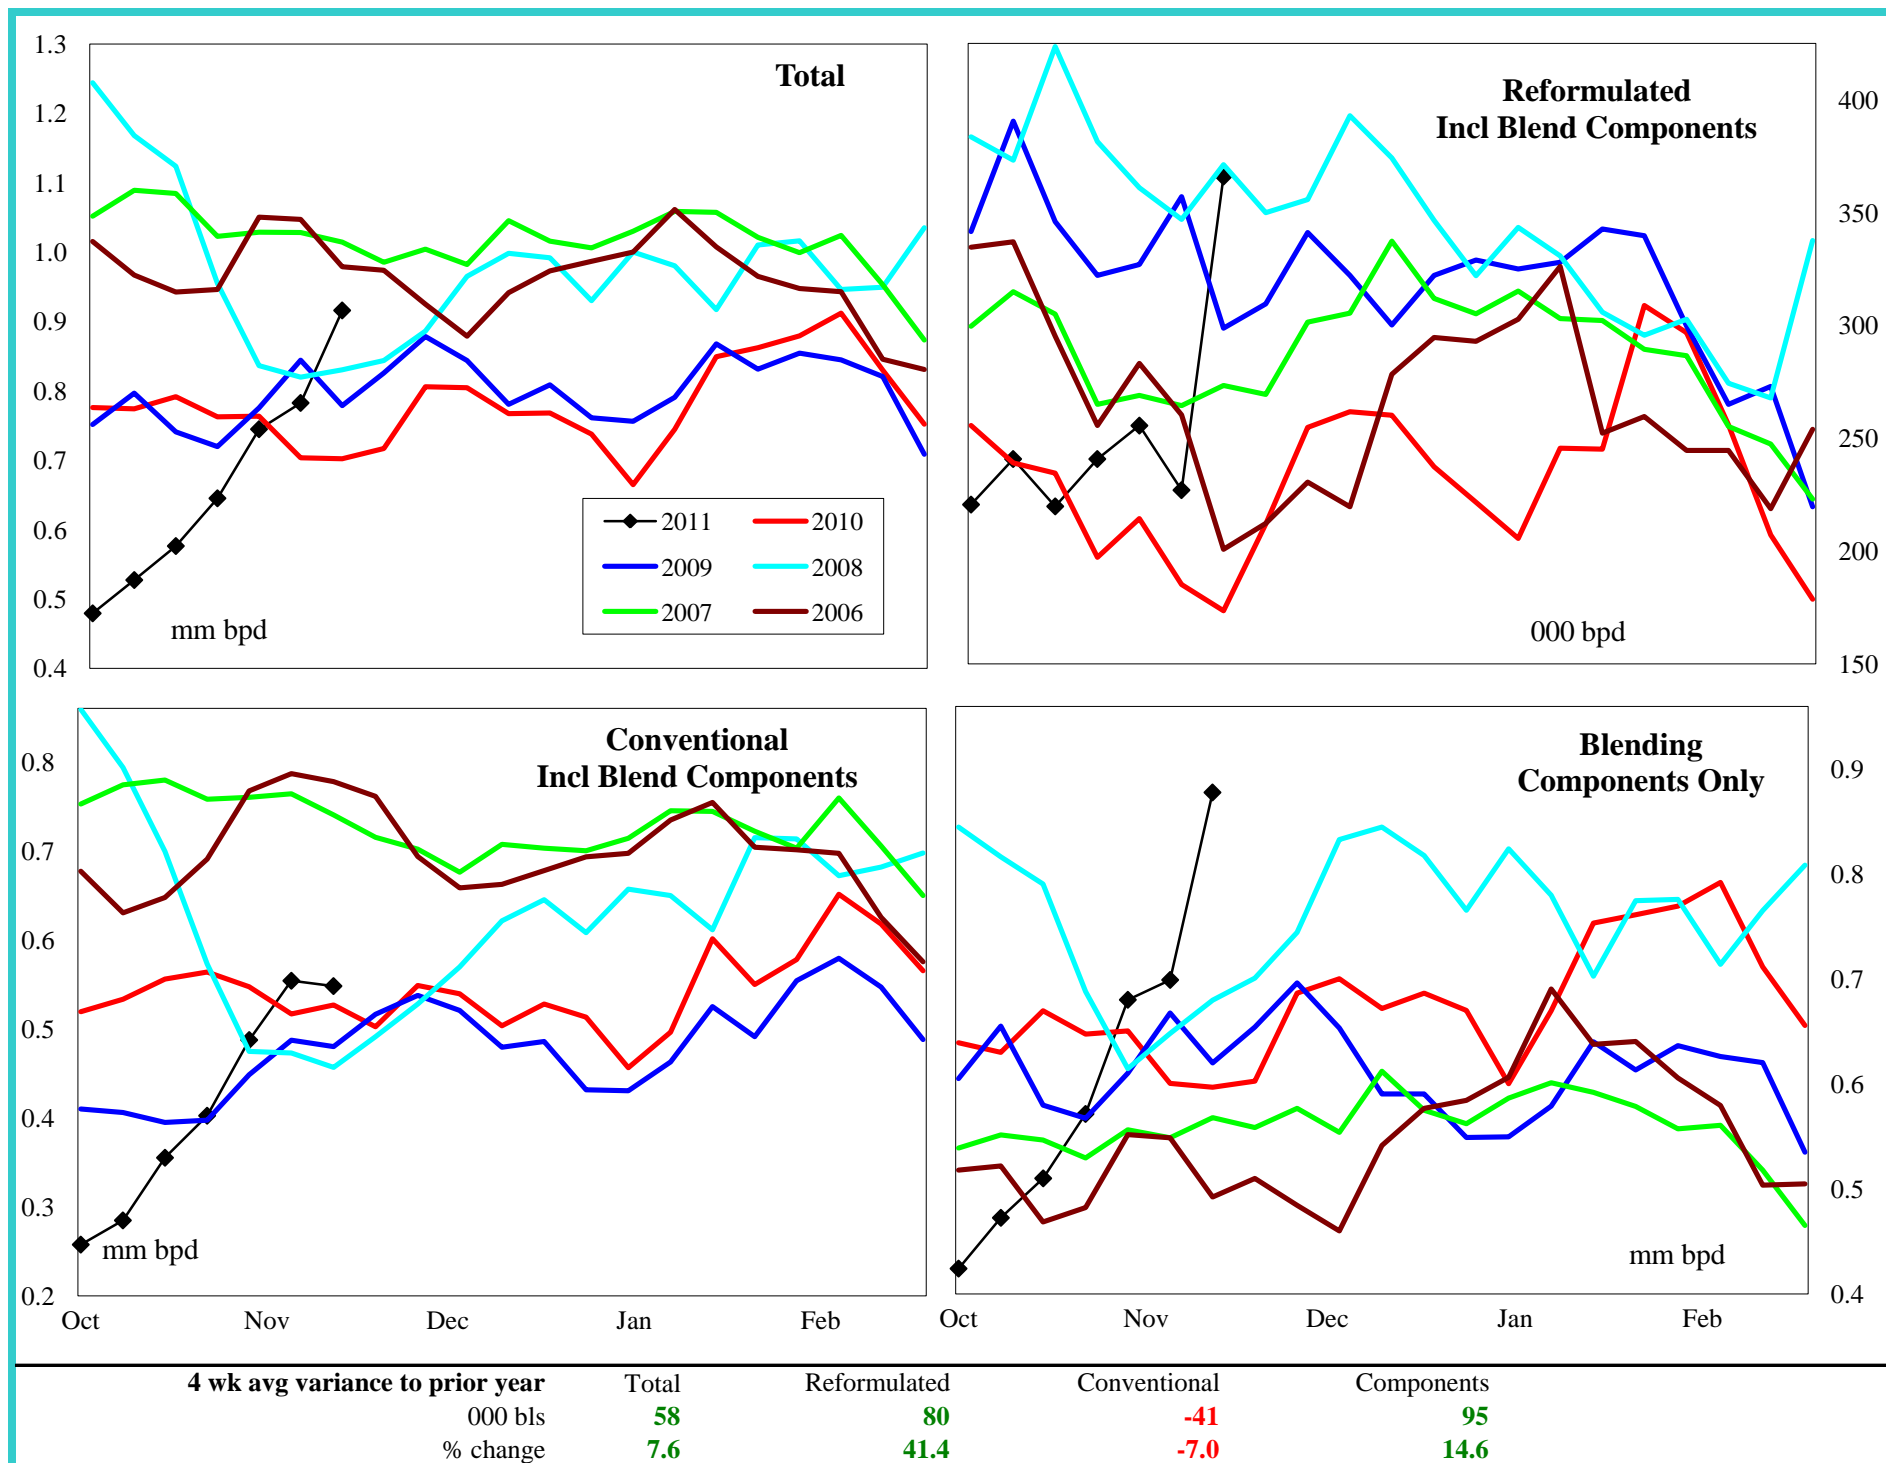 Total
1.3
1.2
1.1
1.0
0.9
0.8
0.7
0.6
0.5
0.4
mm bpd
2011 2010
2009 2008
2007 2006
Reformulated
Incl Blend Components
400
350
300
250
200
150
000 bpd
Conventional
Incl Blend Components
0.8
0.7
0.6
0.5
0.4
0.3
0.2
mm bpd
Oct Nov Dec Jan Feb
Blending
Components Only
0.9
0.8
0.7
0.6
0.5
0.4
mm bpd
Oct Nov Dec Jan Feb
4 wk avg variance to prior year Total Reformulated Conventional Components
000 bls 58 80 -41 95
% change 7.6 41.4 -7.0 14.6